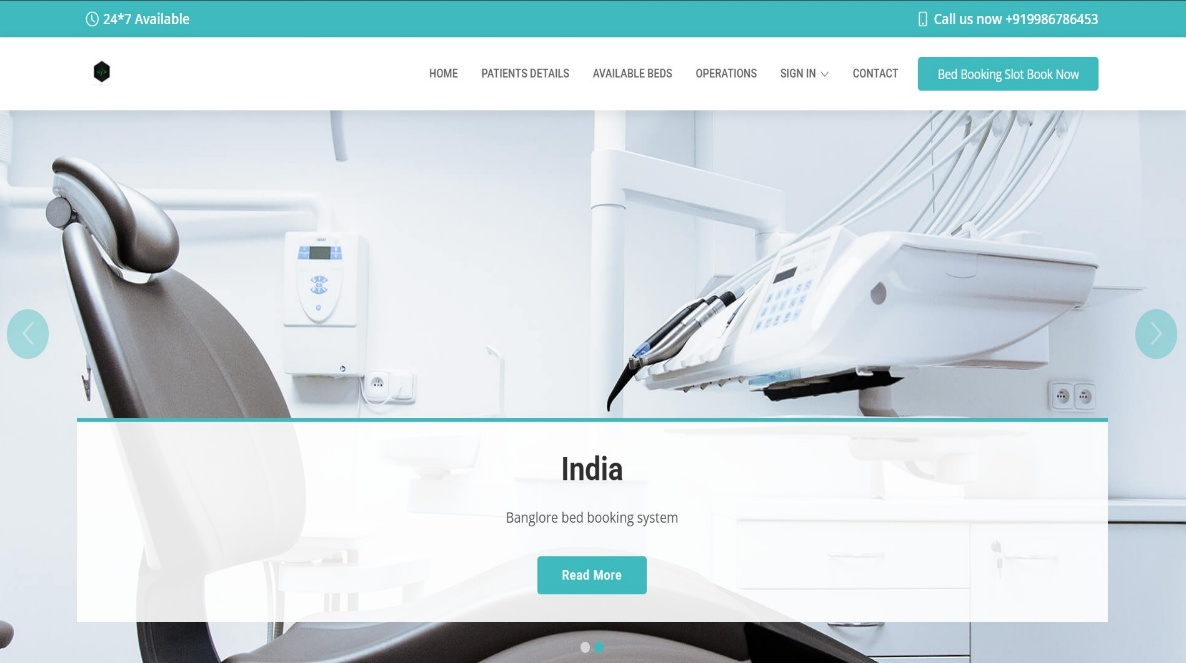 24*7 Available
Call us now +919986786453
HOME
PATIENTS DETAILS
AVAILABLE BEDS
OPERATIONS
SIGN IN
CONTACT
Bed Booking Slot Book Now
India
Banglore bed booking system
Read More